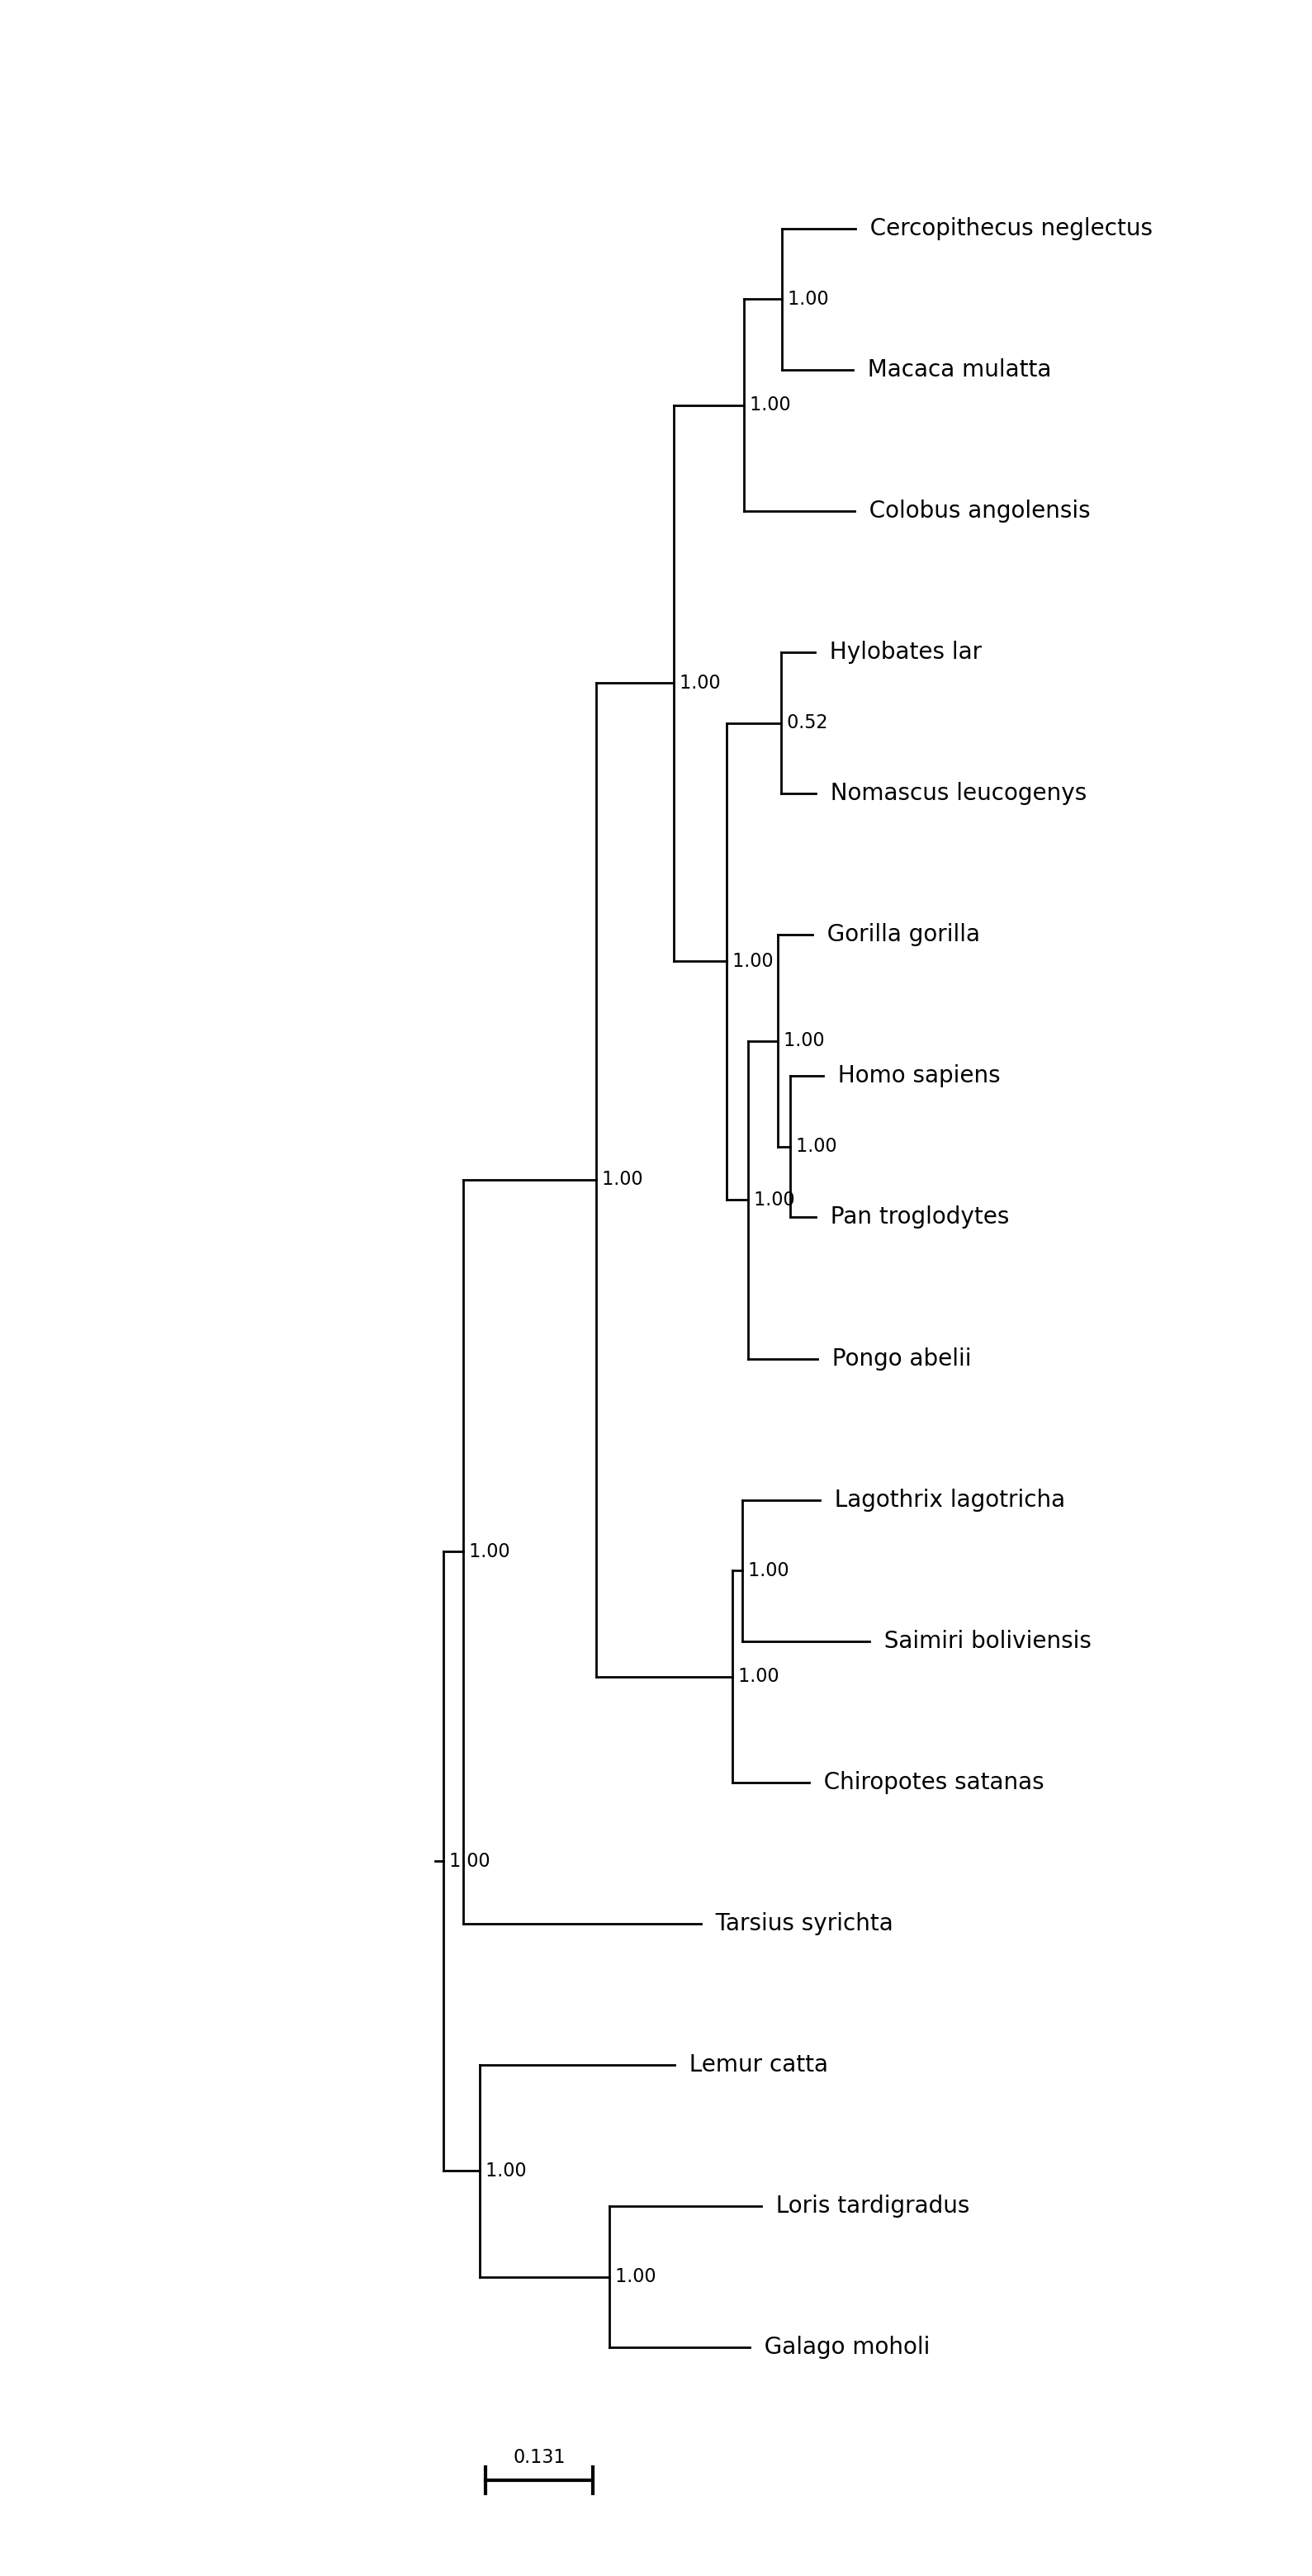 Cercopithecus neglectus
1.00
Macaca mulatta
1.00
Colobus angolensis
Hylobates lar
1.00
0.52
Nomascus leucogenys
Gorilla gorilla
1.00
1.00
Homo sapiens
1.00
1.00
1.00
Pan troglodytes
Pongo abelii
Lagothrix lagotricha
1.00
1.00
Saimiri boliviensis
1.00
Chiropotes satanas
1.00
Tarsius syrichta
Lemur catta
1.00
Loris tardigradus
1.00
Galago moholi
0.131